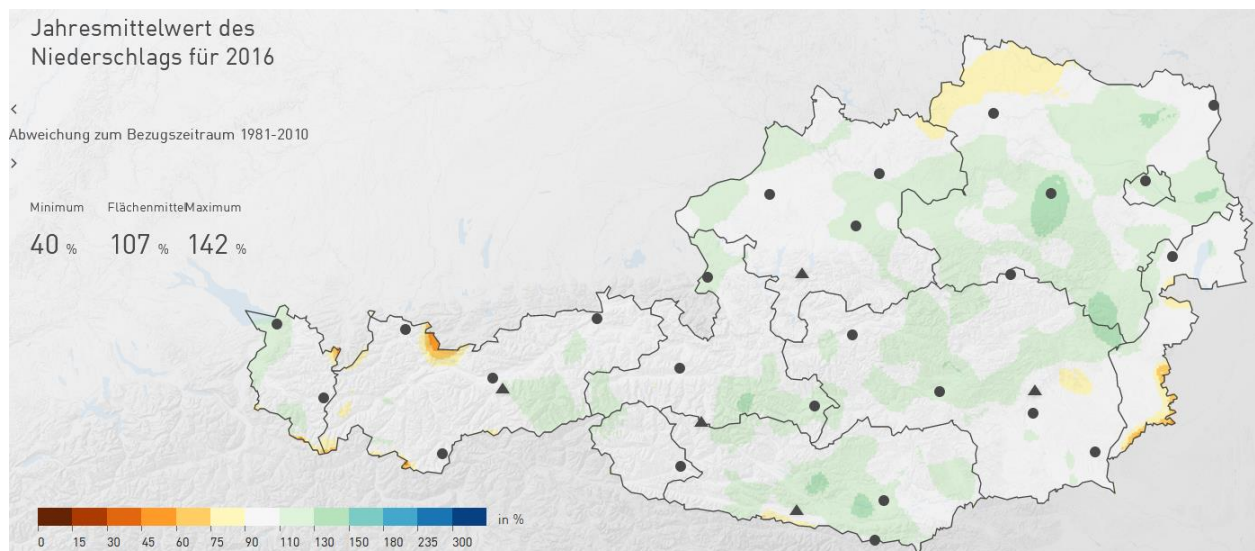 Jahresmittelwert des
Niederschlags für 2016
<
Abweichung zum Bezugszeitraum 1981-2010
>
Minimum Flächenmittel Maximum
40 % 107 % 142 %
0 15 30 45 60 75 90 110 130 150 180 235 300 in %